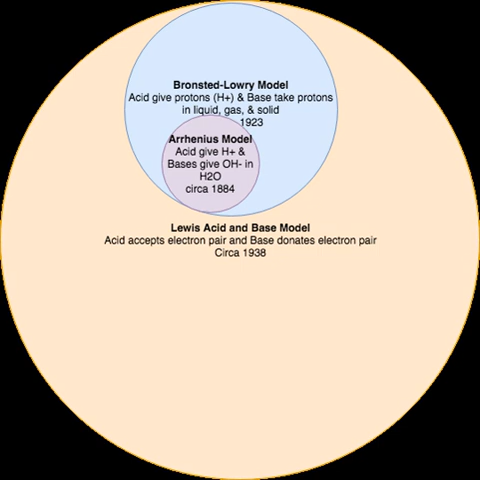 Bronsted-Lowry Model
Acid give protons (H+) & Base take protons
in liquid, gas, & solid
1923
Arrhenius Model
Acid give H+ &
Bases give OH- in
H2O
circa 1884
Lewis Acid and Base Model
Acid accepts electron pair and Base donates electron pair
Circa 1938